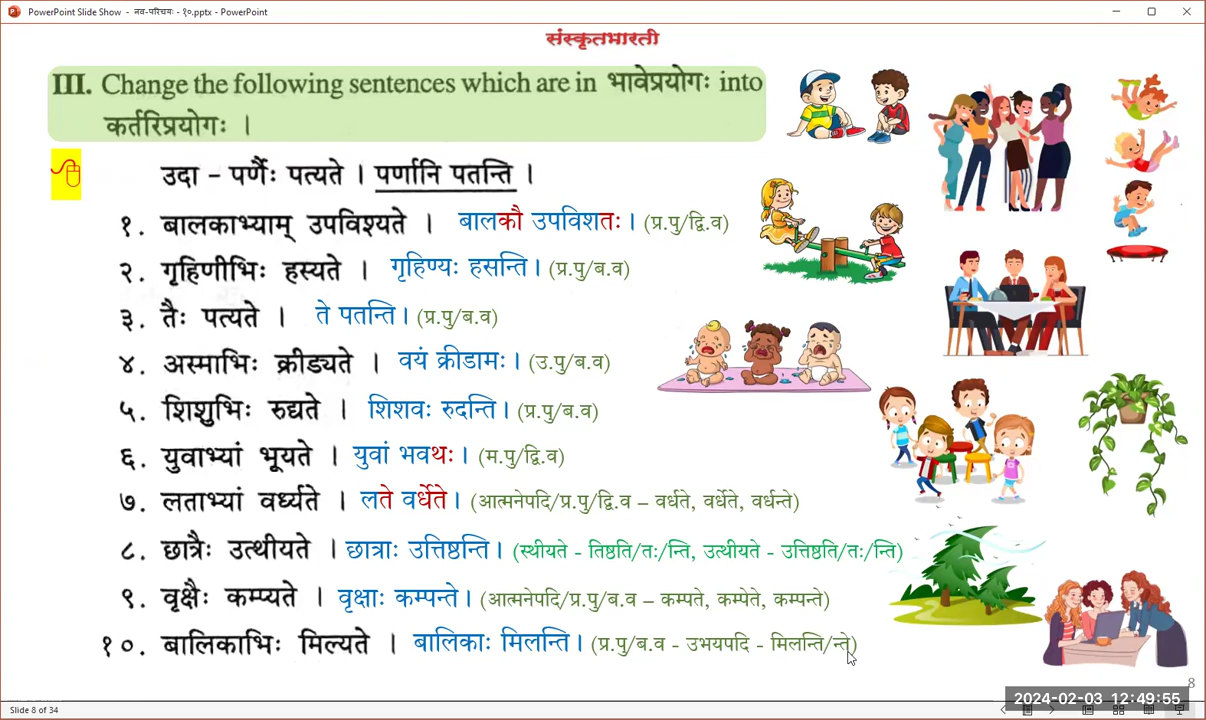 PowerPoint Slide Show - नव-परिचयः - १०.pptx - PowerPoint
संस्कृतभारती
III. Change the following sentences which are in भावेप्रयोगः into
कर्तरिप्रयोगः ।
उदा - पर्णैः पत्यते । पर्णानि पतन्ति ।
१. बालकाभ्याम् उपविश्यते । बालकौ उपविशतः । (प्र.पु/द्वि.व)
२. गृहिणीभिः हस्यते । गृहिण्यः हसन्ति । (प्र.पु/ब.व)
३. तैः पत्यते । ते पतन्ति । (प्र.पु/ब.व)
४. अस्माभिः क्रीड्यते । वयं क्रीडामः । (उ.पु/ब.व)
५. शिशुभिः रुद्यते । शिशवः रुदन्ति । (प्र.पु/ब.व)
६. युवाभ्यां भूयते । युवां भवथः । (म.पु/द्वि.व)
७. लताभ्यां वर्ध्यते । लते वर्धेते । (आत्मनेपदि/प्र.पु/द्वि.व – वर्धते, वर्धेते, वर्धन्ते)
८. छात्रैः उत्थीयते । छात्राः उत्तिष्ठन्ति । (स्थीयते - तिष्ठति/तः/न्ति, उत्थीयते - उत्तिष्ठति/तः/न्ति)
९. वृक्षैः कम्प्यते । वृक्षाः कम्पन्ते । (आत्मनेपदि/प्र.पु/ब.व – कम्पते, कम्पेते, कम्पन्ते)
१०. बालिकाभिः मिल्यते । बालिकाः मिलन्ति । (प्र.पु/ब.व - उभयपदि - मिलन्ति/न्ते)
8
2024-02-03 12:49:55
Slide 8 of 34